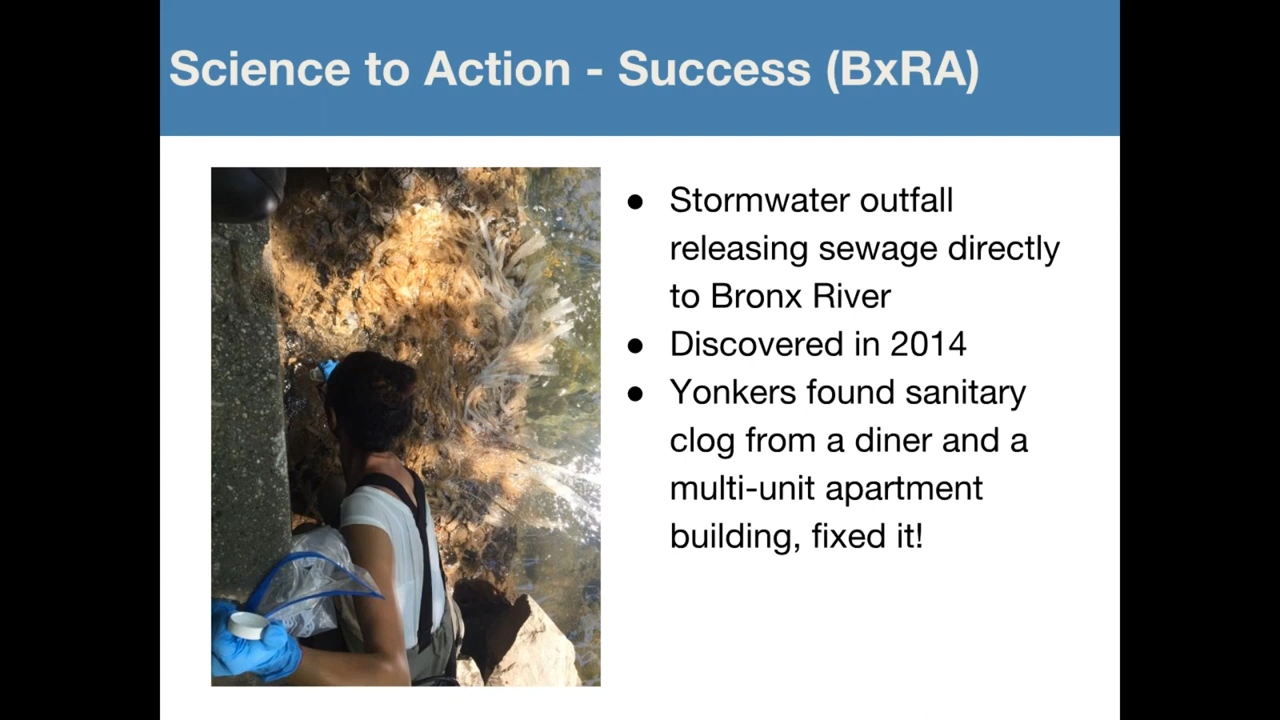 Science to Action - Success (BxRA)
● Stormwater outfall
releasing sewage directly
to Bronx River
● Discovered in 2014
● Yonkers found sanitary
clog from a diner and a
multi-unit apartment
building, fixed it!